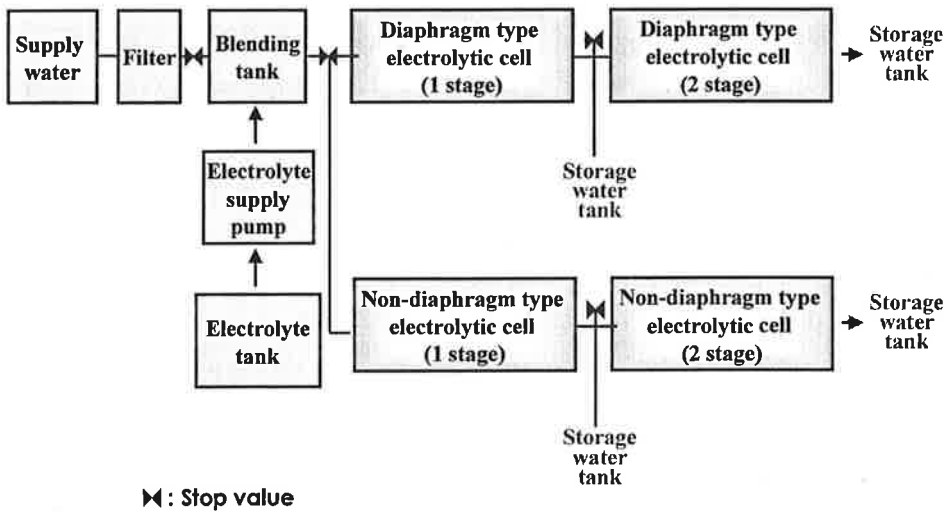 Supply
water
Filter
Blending
tank
Diaphragm type
electrolytic cell
(1 stage)
Diaphragm type
electrolytic cell
(2 stage)
Storage
water
tank
Storage
water
tank
Electrolyte
supply
pump
Electrolyte
tank
Non-diaphragm type
electrolytic cell
(1 stage)
Non-diaphragm type
electrolytic cell
(2 stage)
Storage
water
tank
Storage
water
tank
: Stop value